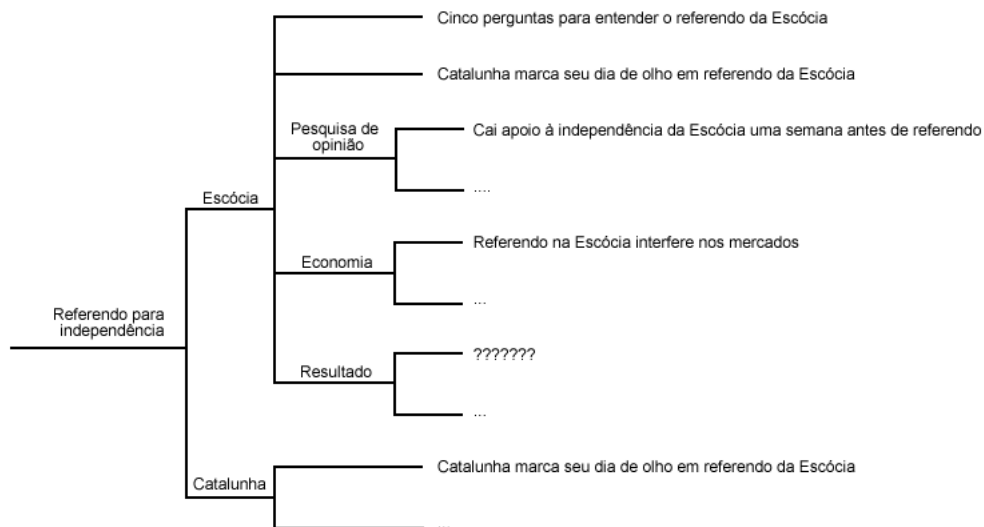 Cinco perguntas para entender o referendo da Escócia
Catalunha marca seu dia de olho em referendo da Escócia
Pesquisa de
opinião
Cai apoio à independência da Escócia uma semana antes de referendo
....
Escócia
Referendo na Escócia interfere nos mercados
Economia
...
Referendo para
independência
???????
Resultado
...
Catalunha marca seu dia de olho em referendo da Escócia
Catalunha
...